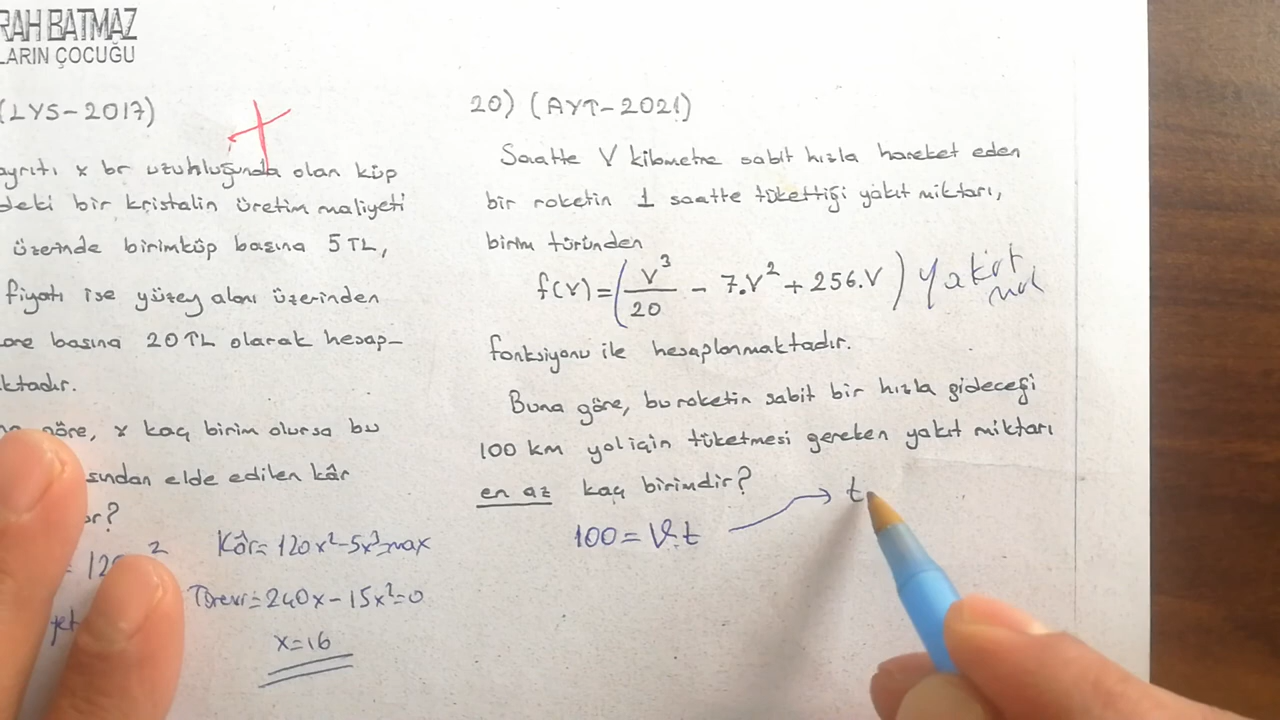 RAH BATMAZ
LARIN ÇOCUĞU
(LYS-2017)
ayrıtı x br uzunluğunda olan küp
deki bir kristalin üretim maliyeti
üzerinde birimküp başına 5 TL,
fiyatı ise yüzey alanı üzerinden
başına 20 TL olarak hesap-
ktadır.
göre, x kaç birim olursa bu
sından elde edilen kâr
or?
Kâr = 120x²-5x³
Türevi = 240x - 15x² = 0
x = 16
20) (AYT-2021)
Saatte V kilometre sabit hızla hareket eden
bir roketin 1 saatte tükettiği yakıt miktarı,
birim türünden
f(V) = (V³/20 - 7.V² + 256.V) yakıt
fonksiyonu ile hesaplanmaktadır.
Buna göre, bu roketin sabit bir hızla gideceği
100 km yol için tüketmesi gereken yakıt miktarı
en az kaç birimdir?
100 = V.t → t